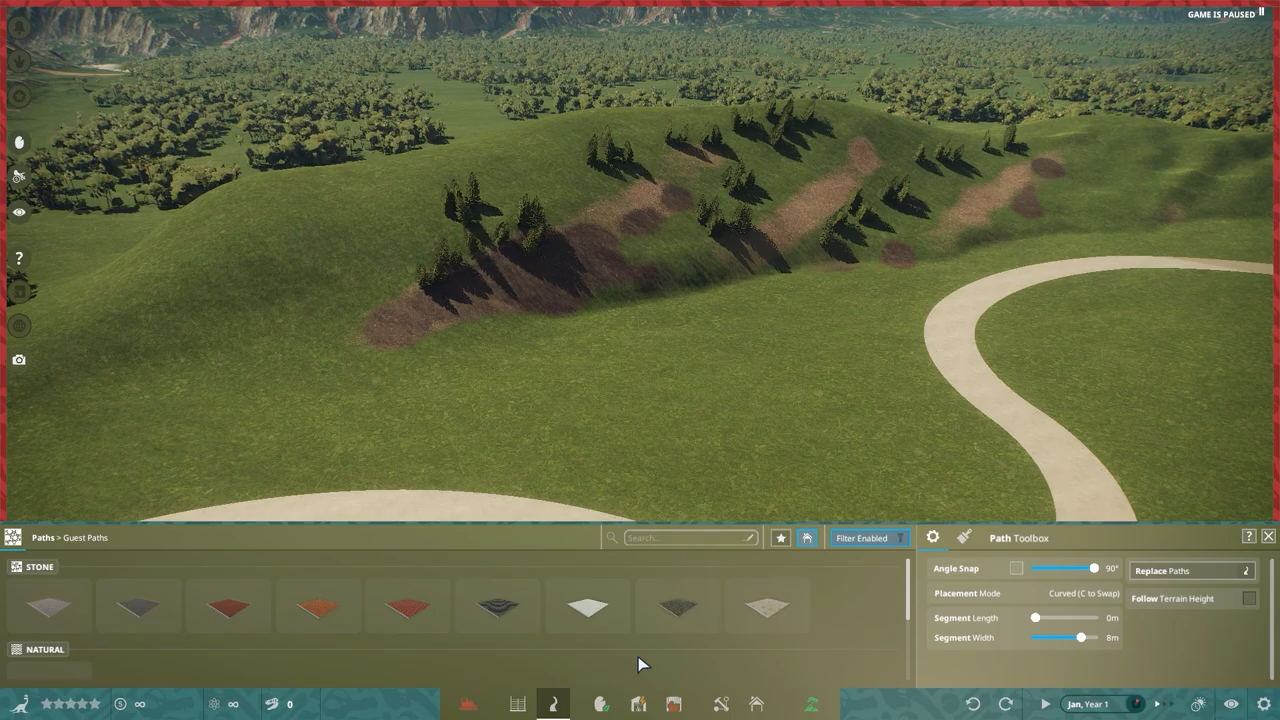 GAME IS PAUSED
?
Paths > Guest Paths
Search...
Filter Enabled
Path Toolbox
?
STONE
Angle Snap
90°
Replace Paths
Placement Mode
Curved (C to Swap)
Follow Terrain Height
Segment Length
0m
Segment Width
8m
NATURAL
∞
∞
0
Jan, Year 1